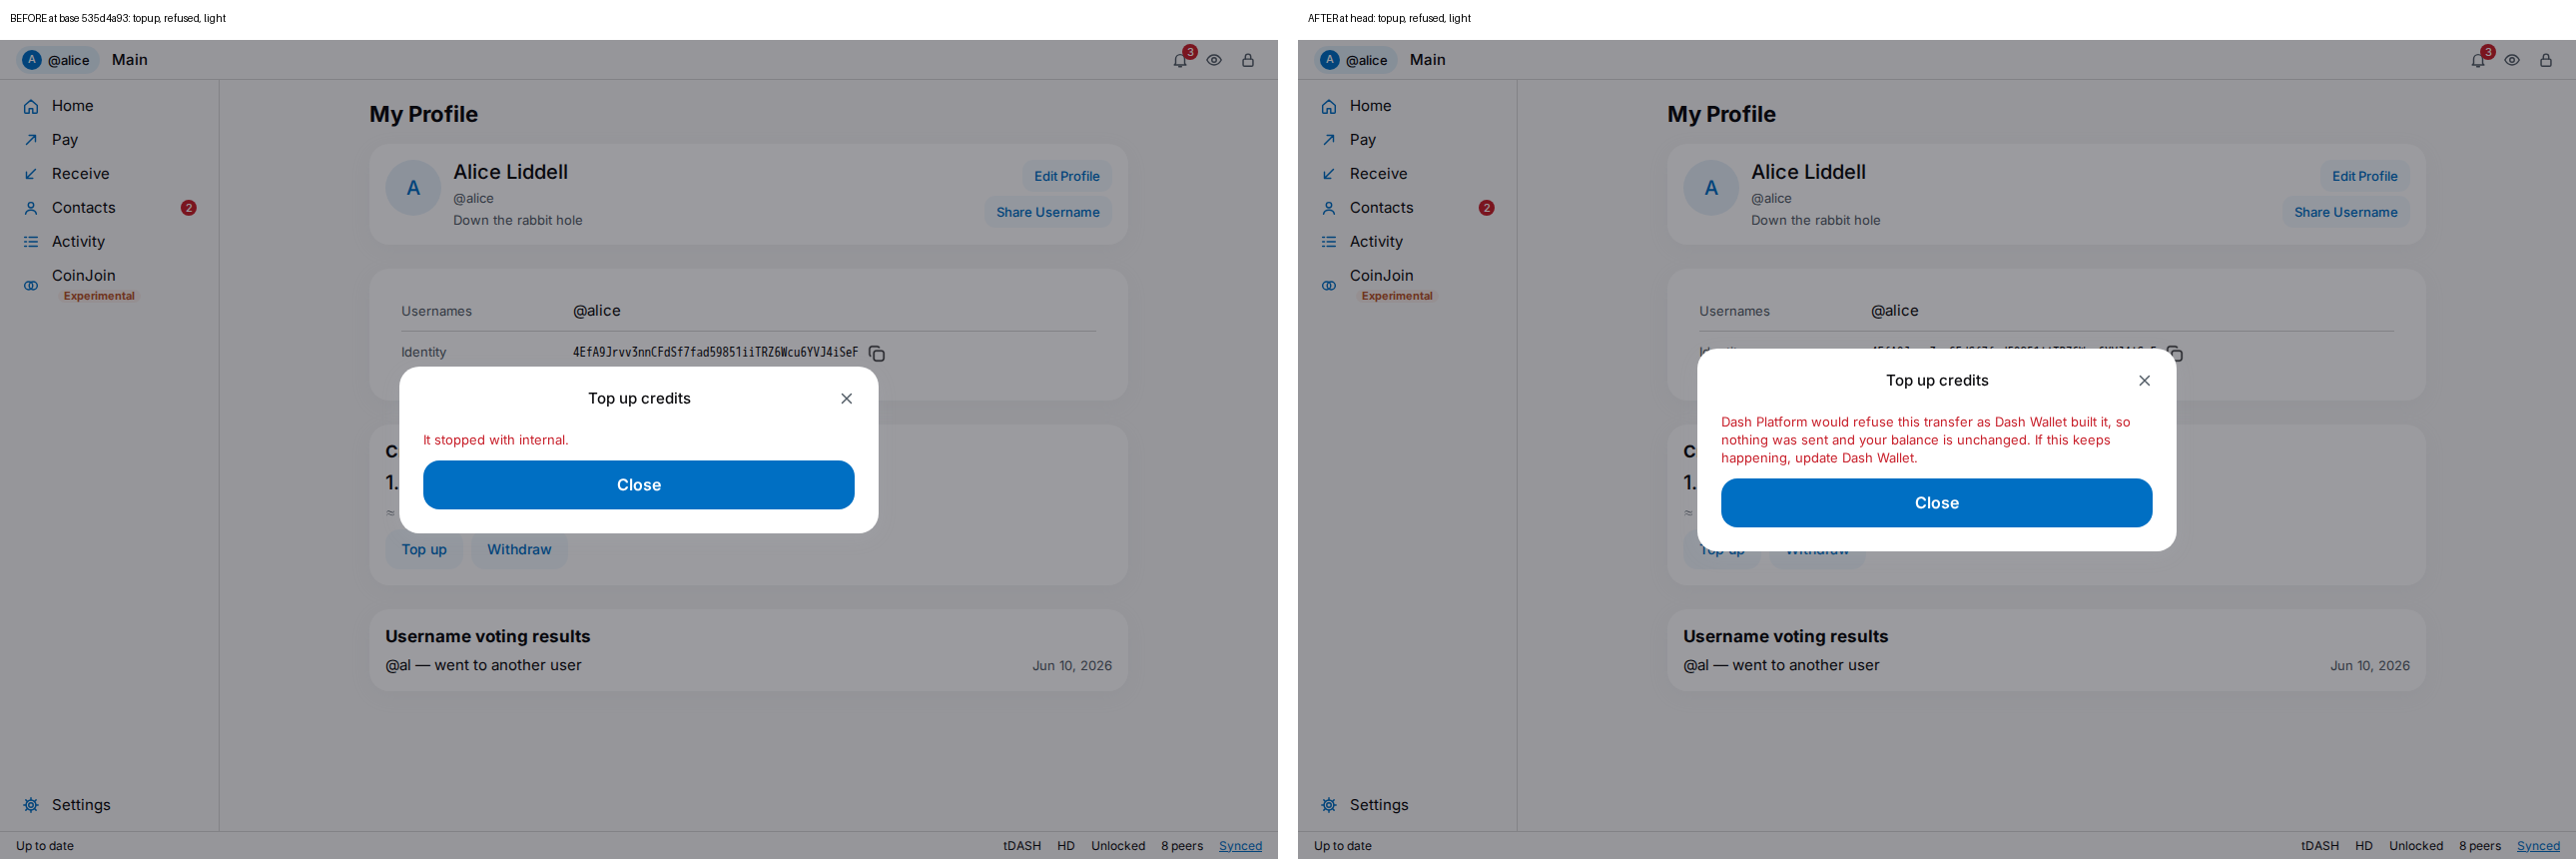 BEFORE at base 535d4a93: topup, refused, light
A @alice Main 3
Home
Pay
Receive
Contacts 2
Activity
CoinJoin
Experimental
Settings
My Profile
A
Alice Liddell
@alice
Down the rabbit hole
Edit Profile
Share Username
Usernames @alice
Identity 4EfA9Jrvv3nnCFdSf7fad59851iiTRZ6Wcu6YVJ4iSeF
Top up credits
It stopped with internal.
Close
C
1.
≈
Top up Withdraw
Username voting results
@al — went to another user Jun 10, 2026
Up to date tDASH HD Unlocked 8 peers Synced
AFTER at head: topup, refused, light
A @alice Main 3
Home
Pay
Receive
Contacts 2
Activity
CoinJoin
Experimental
Settings
My Profile
A
Alice Liddell
@alice
Down the rabbit hole
Edit Profile
Share Username
Usernames @alice
Top up credits
Dash Platform would refuse this transfer as Dash Wallet built it, so
nothing was sent and your balance is unchanged. If this keeps
happening, update Dash Wallet.
Close
C
1.
≈
Top up Withdraw
Username voting results
@al — went to another user Jun 10, 2026
Up to date tDASH HD Unlocked 8 peers Synced